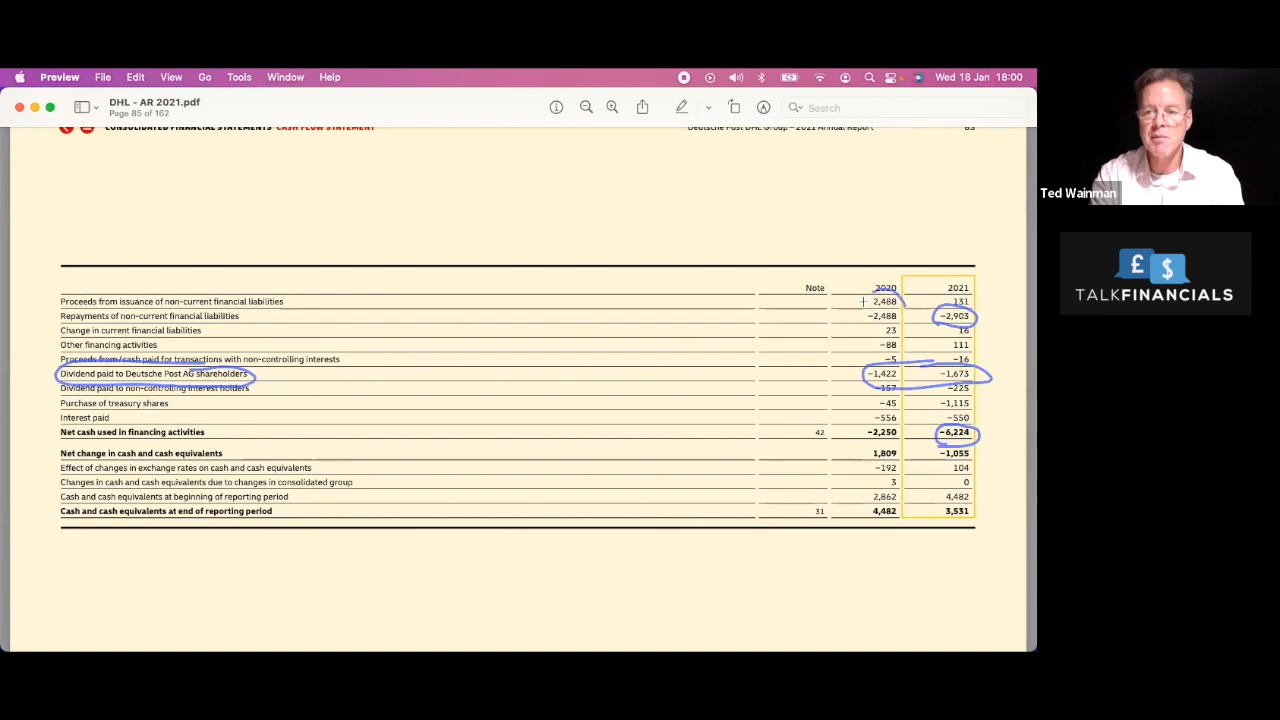 Preview File Edit View Go Tools Window Help Wed 18 Jan 18:00
DHL - AR 2021.pdf
Page 85 of 162
Search
CONSOLIDATED FINANCIAL STATEMENTS CASH FLOW STATEMENT Deutsche Post DHL Group – 2021 Annual Report 85
Note 2020 2021
Proceeds from issuance of non-current financial liabilities 2,488 131
Repayments of non-current financial liabilities –2,488 –2,903
Change in current financial liabilities 23 16
Other financing activities –88 111
Proceeds from/cash paid for transactions with non-controlling interests –5 –16
Dividend paid to Deutsche Post AG shareholders –1,422 –1,673
Dividend paid to non-controlling interest holders –157 –225
Purchase of treasury shares –45 –1,115
Interest paid –556 –550
Net cash used in financing activities 42 –2,250 –6,224
Net change in cash and cash equivalents 1,809 –1,055
Effect of changes in exchange rates on cash and cash equivalents –192 104
Changes in cash and cash equivalents due to changes in consolidated group 3 0
Cash and cash equivalents at beginning of reporting period 2,862 4,482
Cash and cash equivalents at end of reporting period 31 4,482 3,531
Ted Wainman
£ $
TALKFINANCIALS